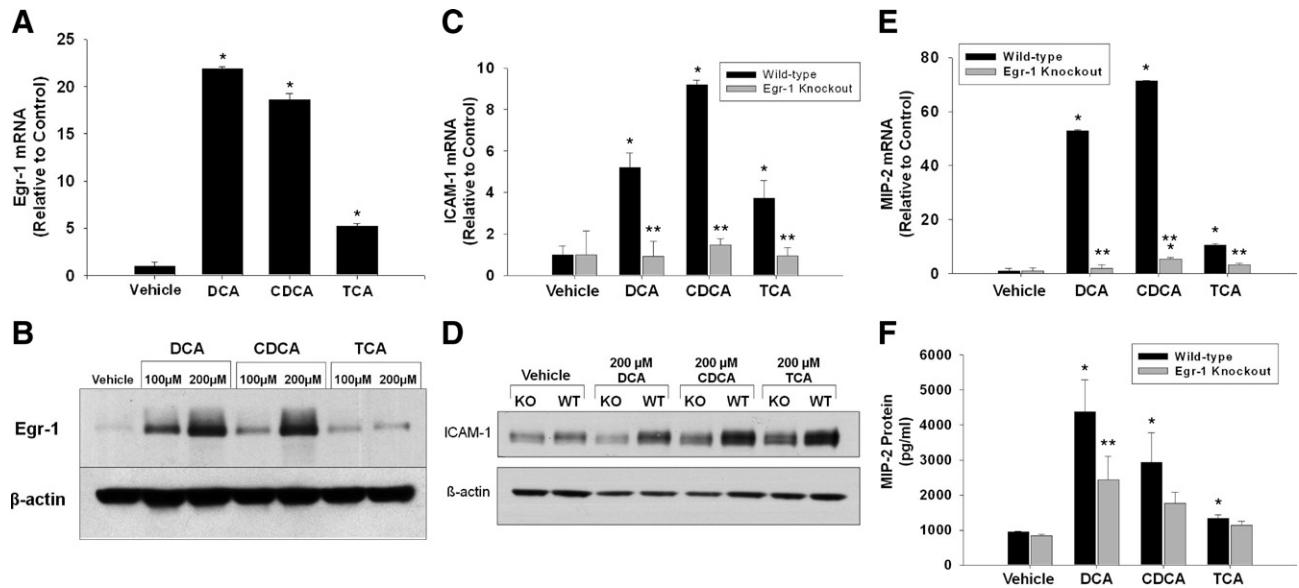 A
Egr-1 mRNA
(Relative to Control)
25
20
15
10
5
0
*
*
*
Vehicle DCA CDCA TCA
B
DCA CDCA TCA
Vehicle 100µM 200µM 100µM 200µM 100µM 200µM
Egr-1
ß-actin
C
ICAM-1 mRNA
(Relative to Control)
10
8
6
4
2
0
Wild-type
Egr-1 Knockout
*
**
*
**
*
**
Vehicle DCA CDCA TCA
D
Vehicle
200 µM
DCA
200 µM
CDCA
200 µM
TCA
KO WT KO WT KO WT KO WT
ICAM-1
ß-actin
E
MIP-2 mRNA
(Relative to Control)
80
60
40
20
0
Wild-type
Egr-1 Knockout
*
**
*
**
*
*
**
Vehicle DCA CDCA TCA
F
MIP-2 Protein
(pg/ml)
6000
5000
4000
3000
2000
1000
0
Wild-type
Egr-1 Knockout
*
**
*
*
Vehicle DCA CDCA TCA